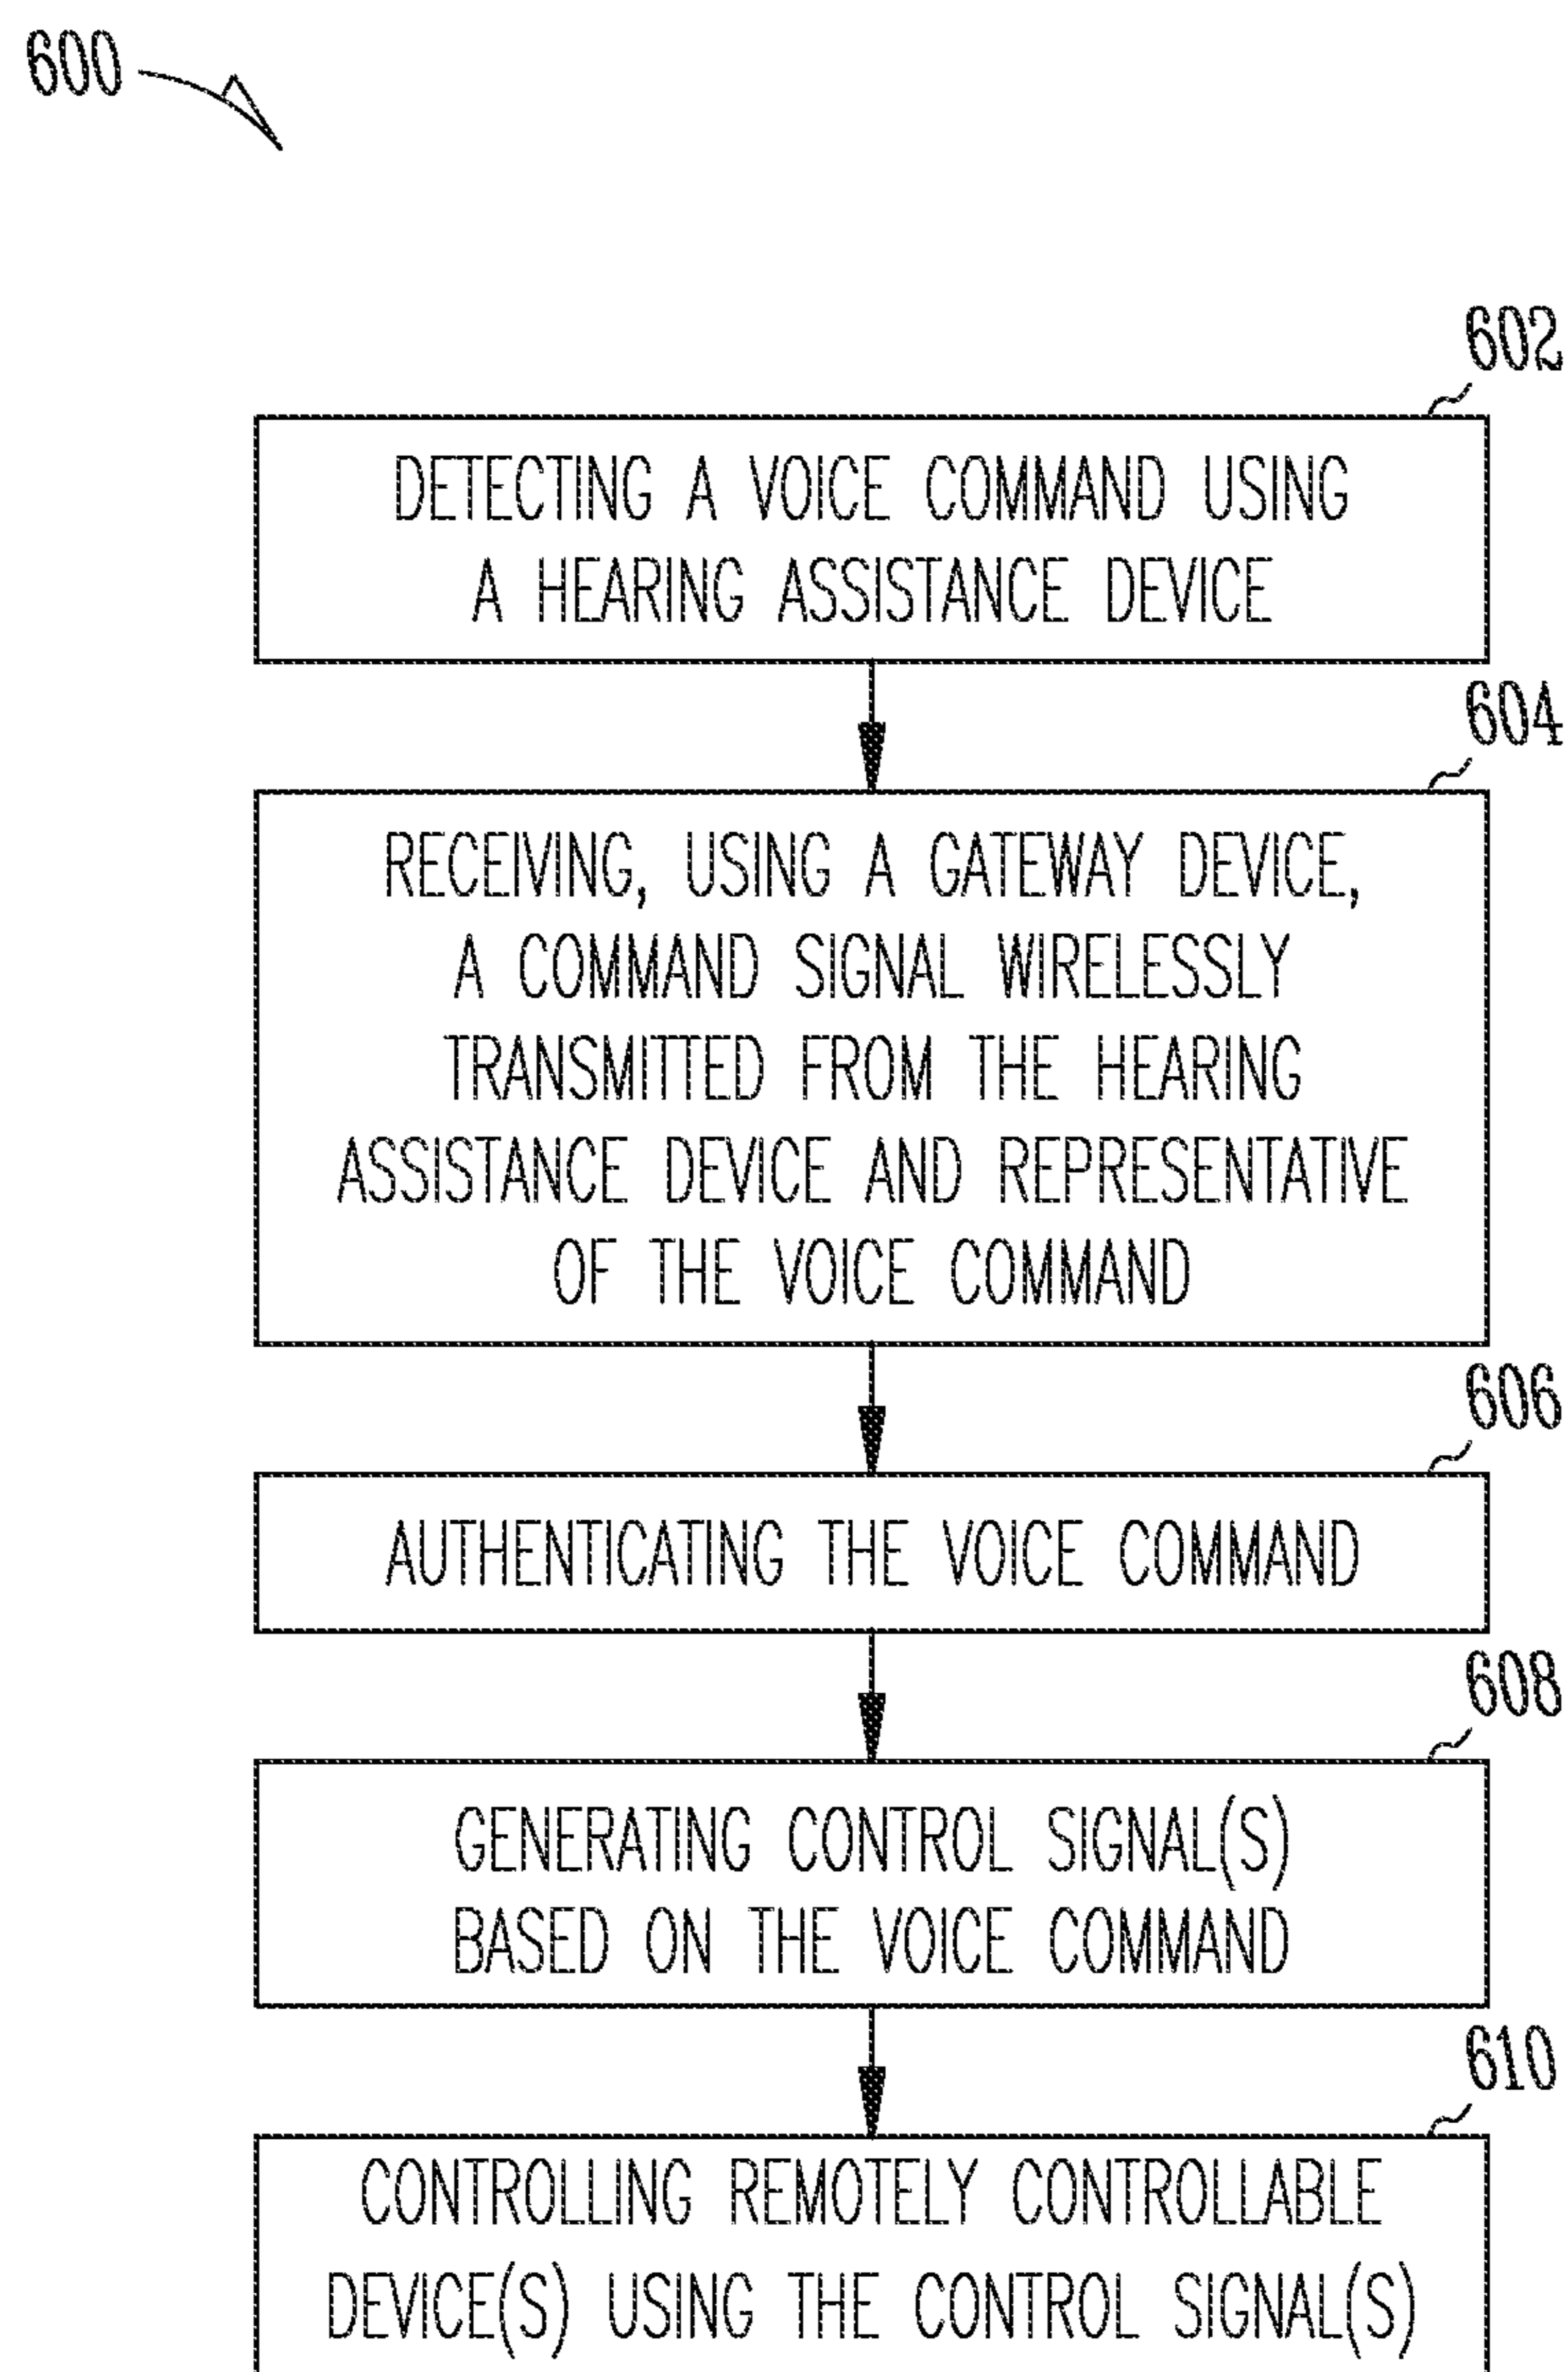 600
602
DETECTING A VOICE COMMAND USING
A HEARING ASSISTANCE DEVICE
604
RECEIVING, USING A GATEWAY DEVICE,
A COMMAND SIGNAL WIRELESSLY
TRANSMITTED FROM THE HEARING
ASSISTANCE DEVICE AND REPRESENTATIVE
OF THE VOICE COMMAND
606
AUTHENTICATING THE VOICE COMMAND
608
GENERATING CONTROL SIGNAL(S)
BASED ON THE VOICE COMMAND
610
CONTROLLING REMOTELY CONTROLLABLE
DEVICE(S) USING THE CONTROL SIGNAL(S)